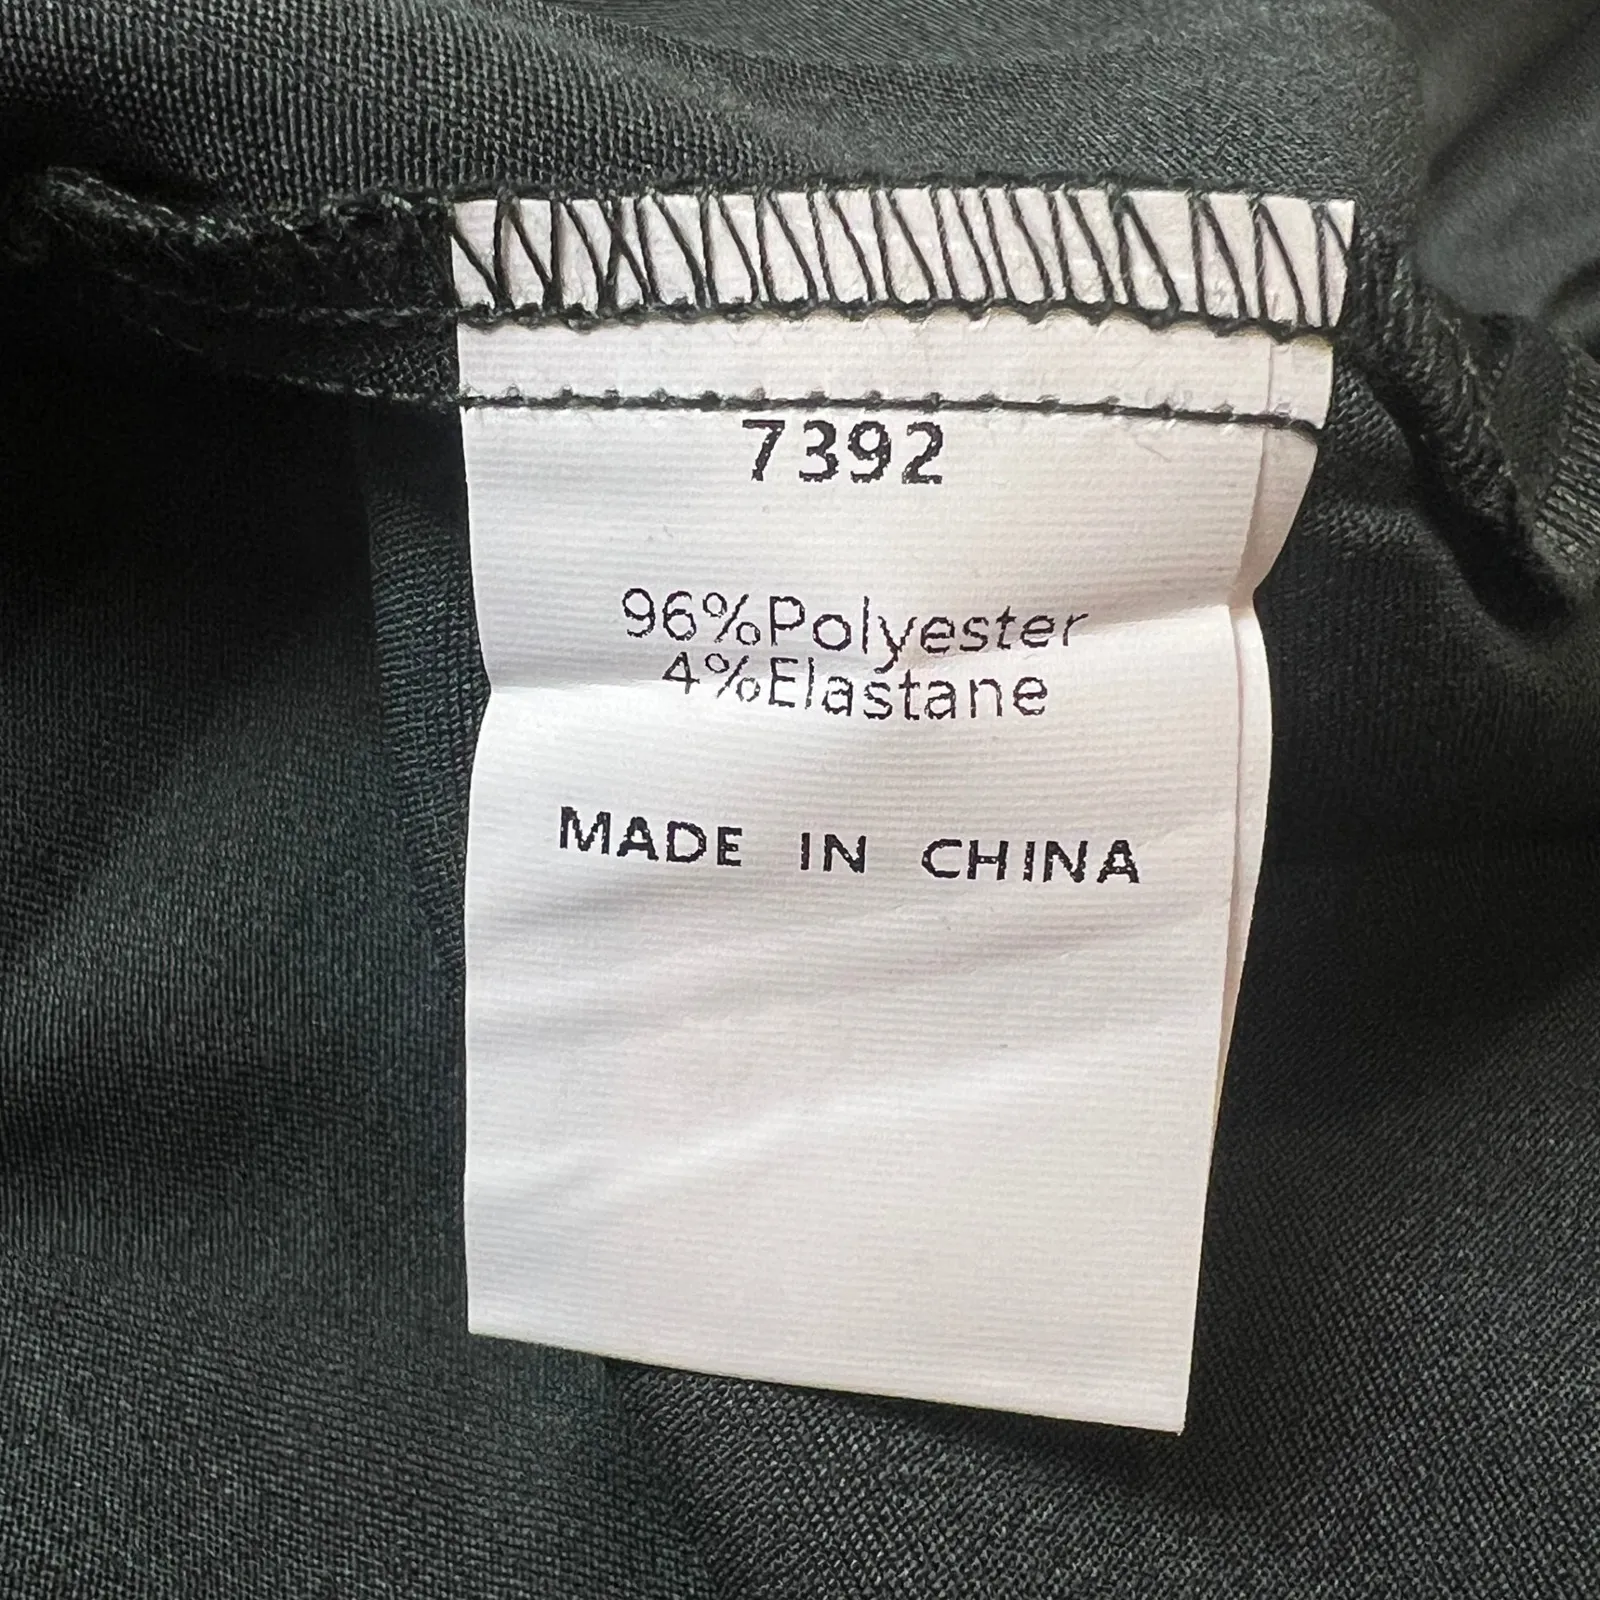 7392
96%Polyester
4%Elastane
MADE IN CHINA